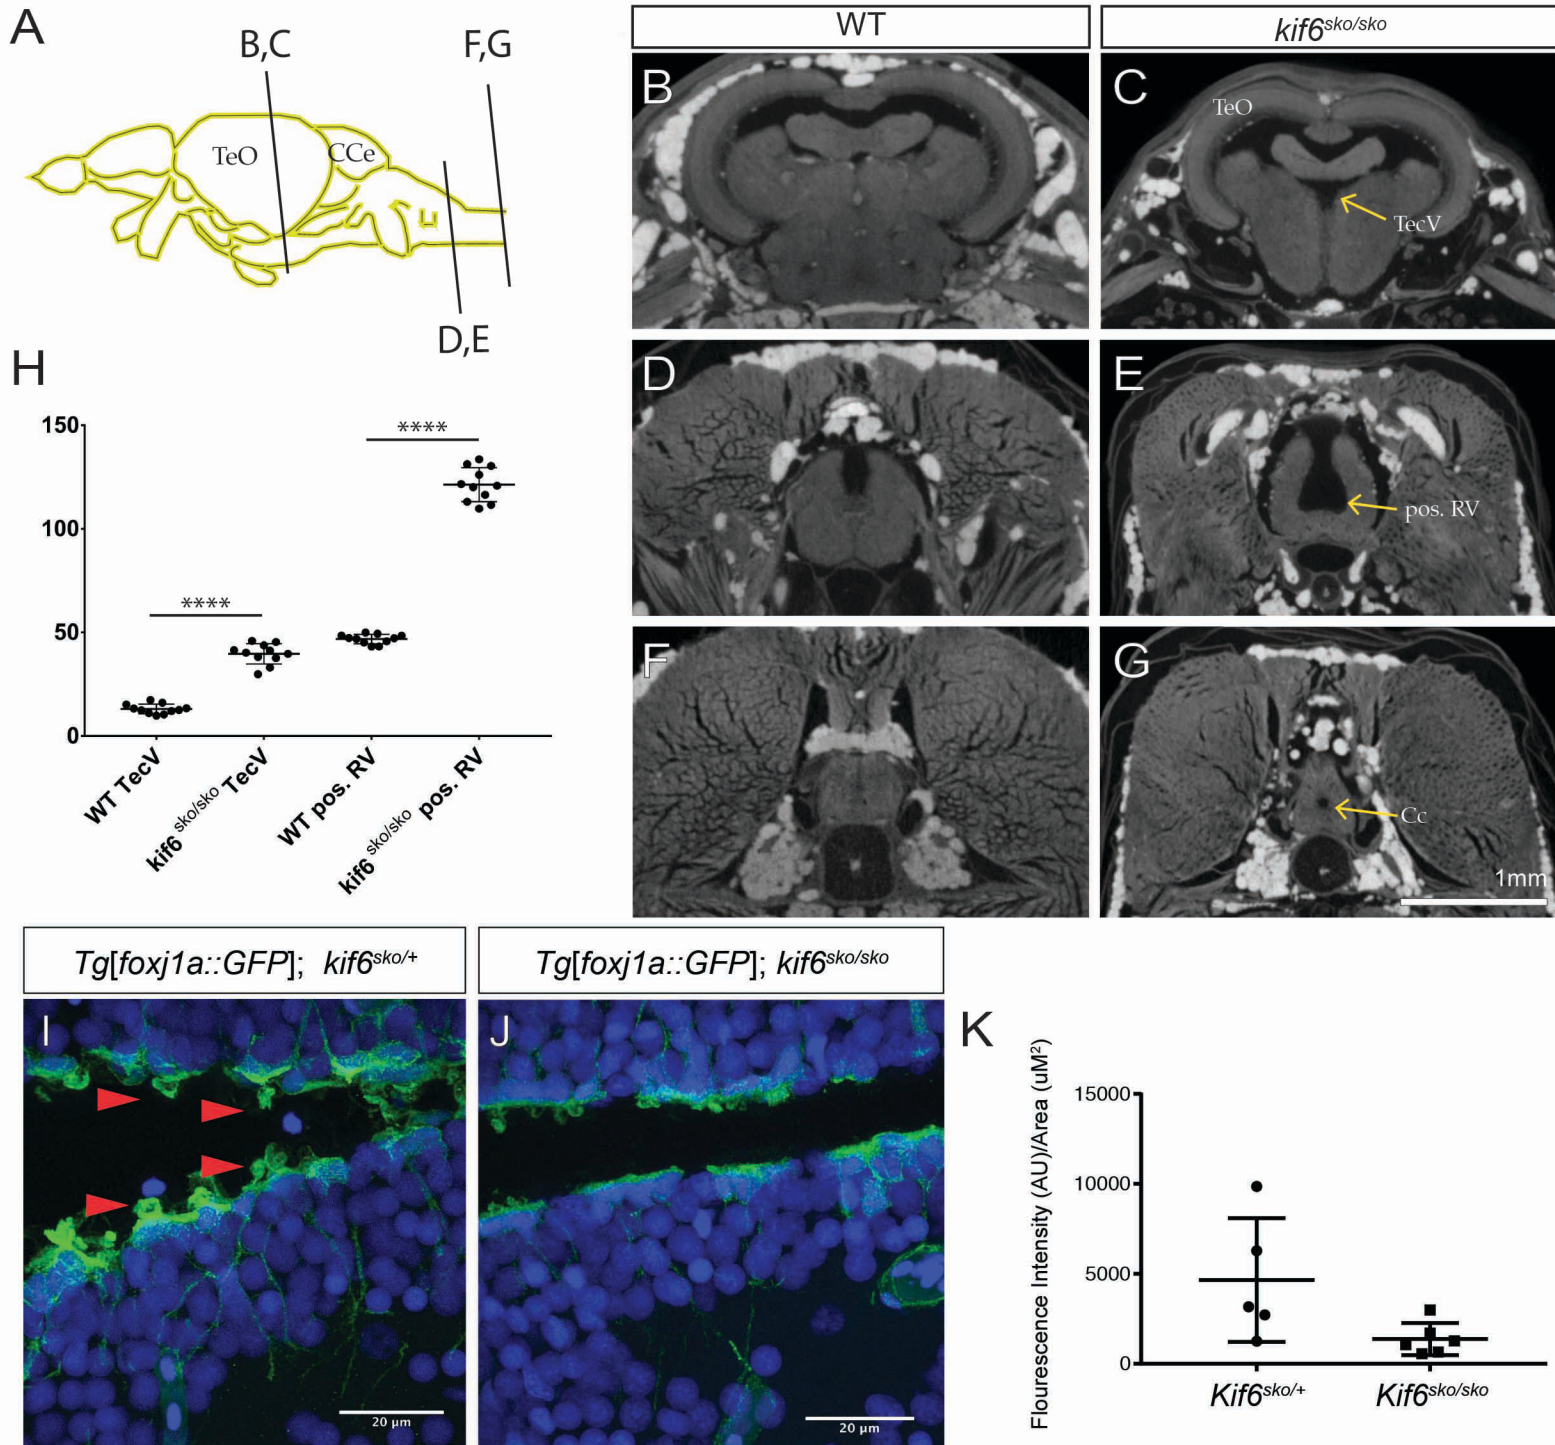 A
B,C
F,G
TeO
CCe
D,E
WT
kif6sko/sko
B
C
TeO
TecV
D
E
pos. RV
F
G
Cc
1mm
H
150
100
50
0
****
****
WT TecV
kif6 sko/sko TecV
WT pos. RV
kif6 sko/sko pos. RV
Tg[foxj1a::GFP]; kif6sko/+
Tg[foxj1a::GFP]; kif6sko/sko
I
20 µm
J
20 µm
K
Flourescence Intensity (AU)/Area (uM²)
15000
10000
5000
0
Kif6sko/+
Kif6sko/sko